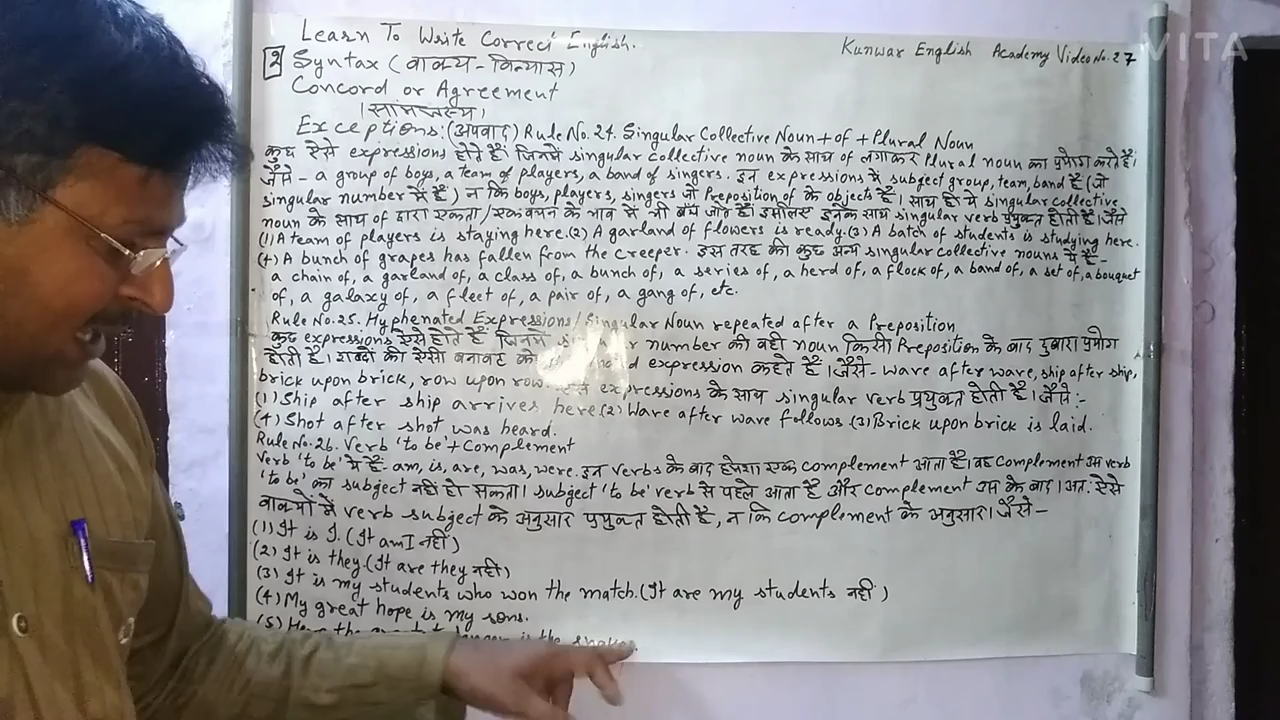 Learn To Write Correct English.
Kunwar English Academy Video No. 27
VITA
2 Syntax (वाक्य-विन्यास)
Concord or Agreement
(सामंजस्य)
Exceptions: (अपवाद) Rule No. 24. Singular Collective Noun + of + Plural Noun
कुछ ऐसे expressions होते हैं जिनमें singular collective noun के साथ of लगाकर Plural noun का प्रयोग करते हैं।
जैसे - a group of boys, a team of players, a band of singers. इन expressions में subject group, team, band हैं (जो
singular number में हैं) न कि boys, players, singers जो Preposition of के objects हैं। साथ ही ये singular collective
noun के साथ of द्वारा एकता/एकवचन के भाव में भी बंध जाते हैं। इसलिए इनके साथ singular verb प्रयुक्त होती है। जैसे
(1) A team of players is staying here. (2) A garland of flowers is ready. (3) A batch of students is studying here.
(4) A bunch of grapes has fallen from the creeper. इस तरह की कुछ अन्य singular collective nouns में हैं-
a chain of, a garland of, a class of, a bunch of, a series of, a herd of, a flock of, a band of, a set of, a bouquet
of, a galaxy of, a fleet of, a pair of, a gang of, etc.
Rule No. 25. Hyphenated Expressions/Singular Noun repeated after a Preposition
कुछ expressions ऐसे होते हैं जिनमें number की वही noun किसी Preposition के बाद दुबारा प्रयोग
होती है। शब्दों की ऐसी बनावट को expression कहते हैं। जैसे - wave after wave, ship after ship,
brick upon brick, row upon row. ऐसे expressions के साथ singular verb प्रयुक्त होती है। जैसे :-
(1) Ship after ship arrives here. (2) Wave after wave follows. (3) Brick upon brick is laid.
(4) Shot after shot was heard.
Rule No. 26. Verb 'to be' + Complement
Verb 'to be' में हैं- am, is, are, was, were. इन verbs के बाद हमेशा एक complement आता है। वह complement उस verb
'to be' का subject नहीं हो सकता। subject 'to be' verb से पहले आता है और complement उस के बाद। अत: ऐसे
वाक्यों में verb subject के अनुसार प्रयुक्त होती है, न कि complement के अनुसार। जैसे -
(1) It is I. (It am I नहीं)
(2) It is they. (It are they नहीं)
(3) It is my students who won the match. (It are my students नहीं)
(4) My great hope is my sons.
(5) Here the is the